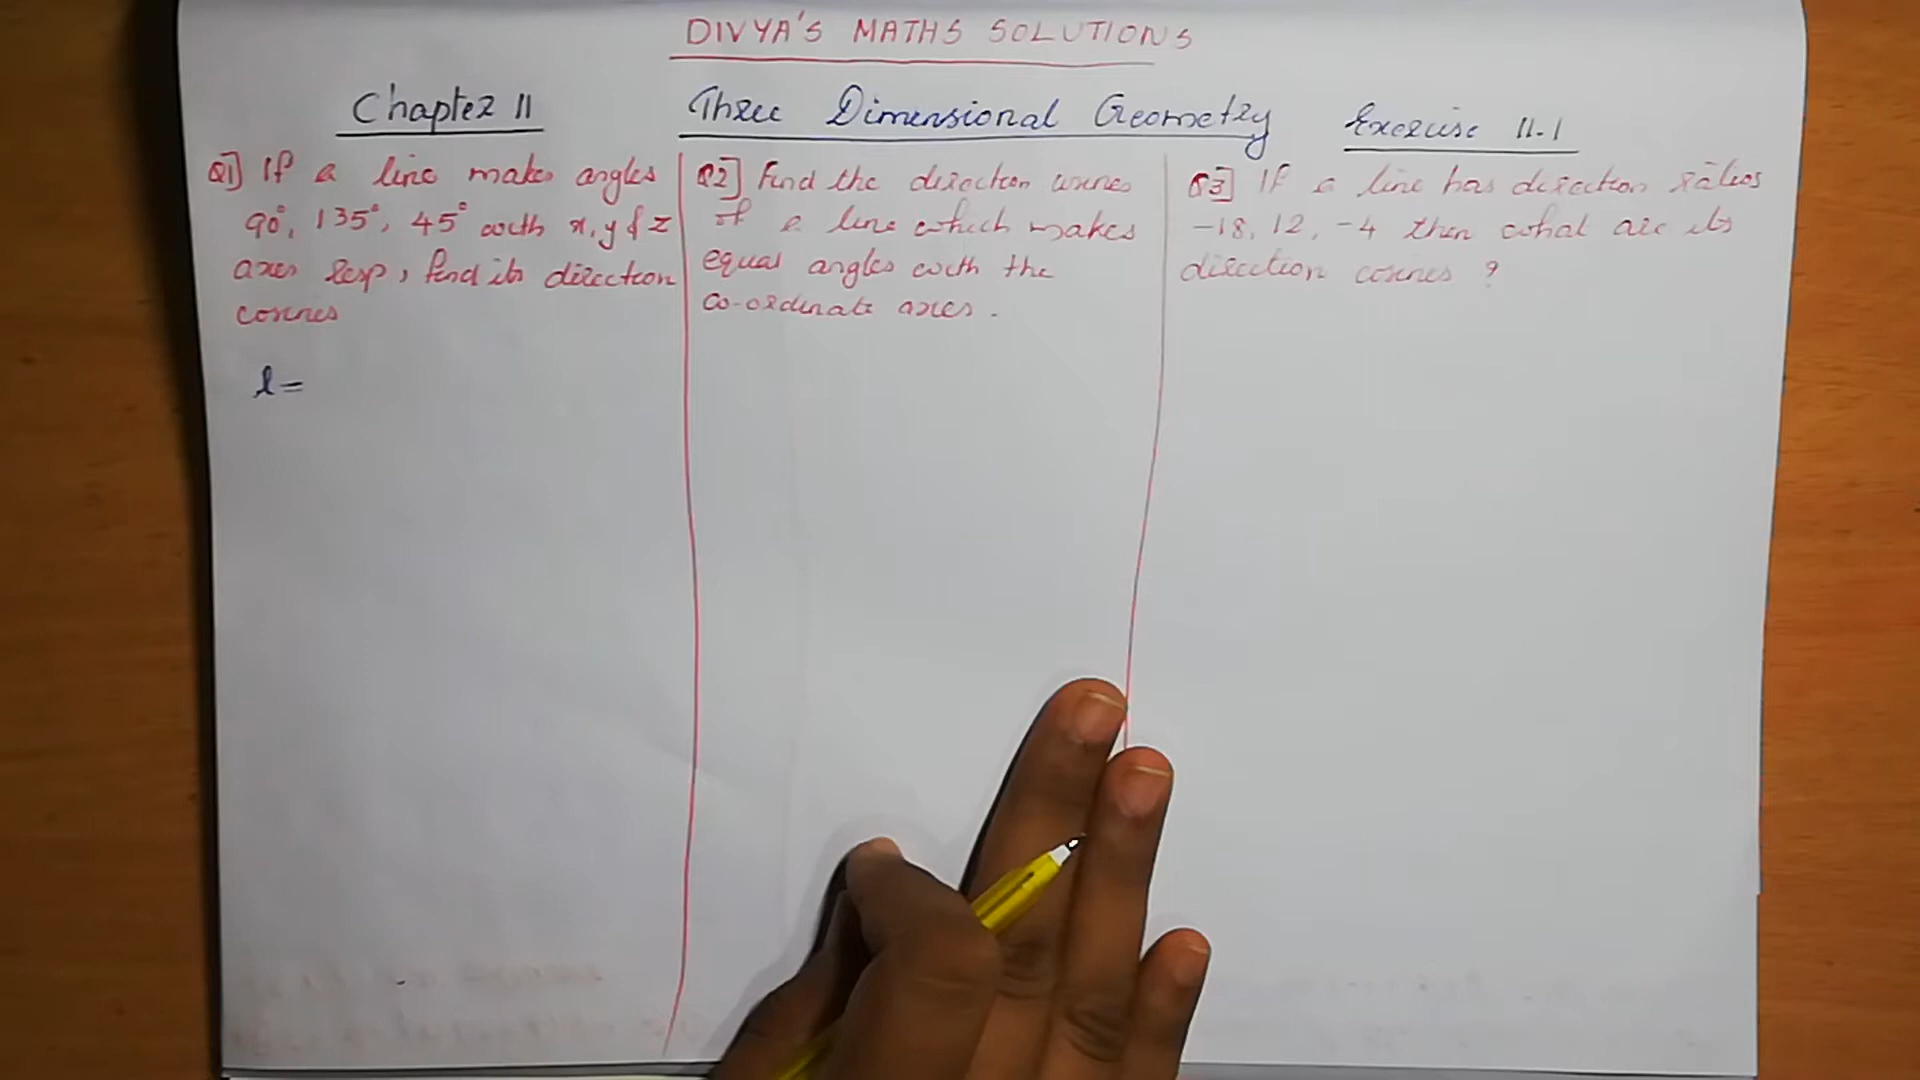 DIVYA'S MATHS SOLUTIONS
Chapter 11
Three Dimensional Geometry
Exercise 11.1
Q1] If a line makes angles
90°, 135°, 45° with x, y & z
axes resp, find its direction
cosines
l =
Q2] Find the direction cosines
of a line which makes
equal angles with the
co-ordinate axes.
Q3] If a line has direction ratios
-18, 12, -4 then what are its
direction cosines ?